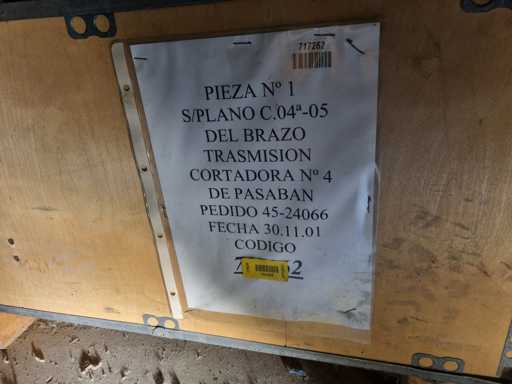 717262
PIEZA Nº 1
S/PLANO C.04ª-05
DEL BRAZO
TRASMISION
CORTADORA Nº 4
DE PASABAN
PEDIDO 45-24066
FECHA 30.11.01
CODIGO